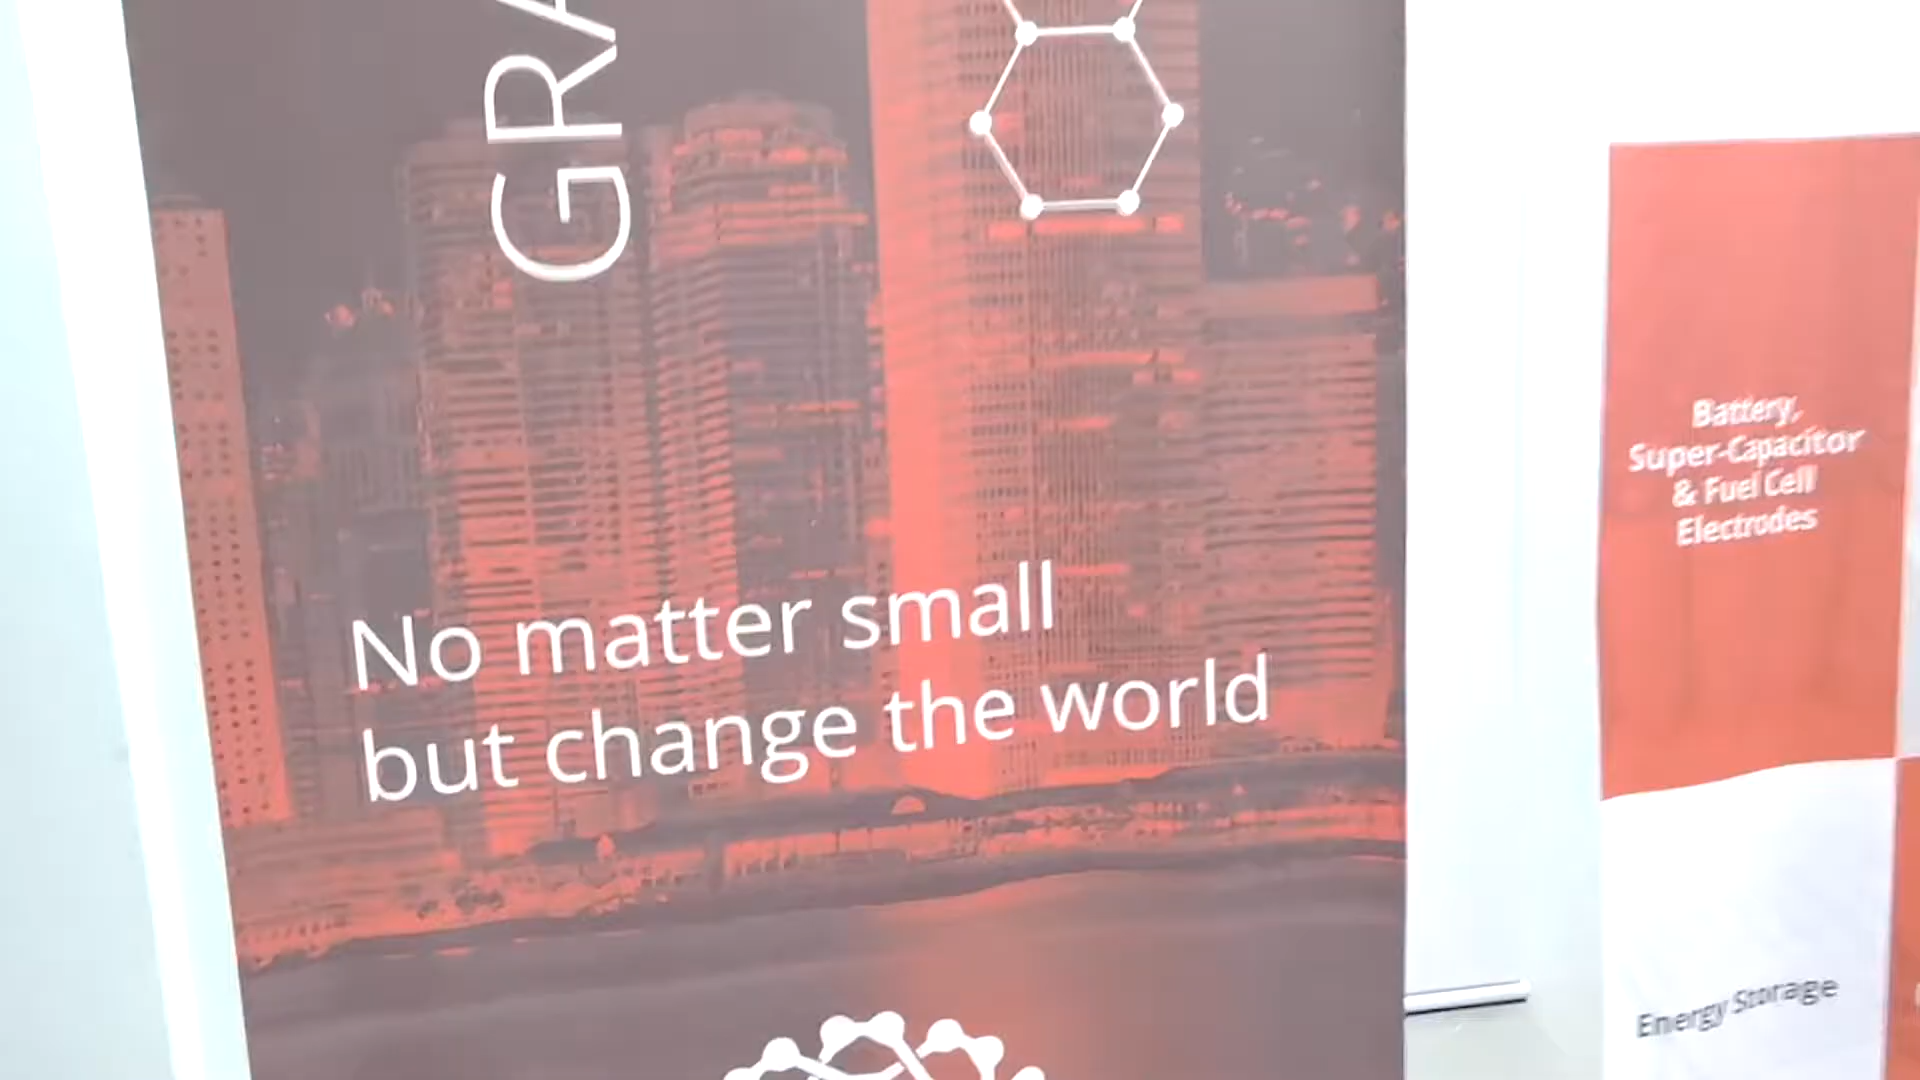 GRA
No matter small
but change the world
Battery,
Super-Capacitor
& Fuel Cell
Electrodes
Energy Storage